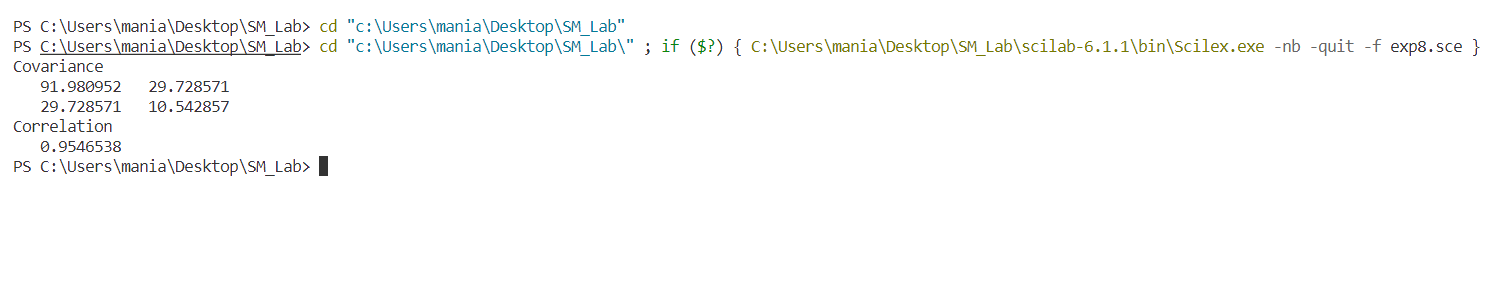 PS C:\Users\mania\Desktop\SM_Lab> cd "c:\Users\mania\Desktop\SM_Lab"
PS C:\Users\mania\Desktop\SM_Lab> cd "c:\Users\mania\Desktop\SM_Lab\" ; if ($?) { C:\Users\mania\Desktop\SM_Lab\scilab-6.1.1\bin\Scilex.exe -nb -quit -f exp8.sce }
Covariance
   91.980952   29.728571
   29.728571   10.542857
Correlation
   0.9546538
PS C:\Users\mania\Desktop\SM_Lab>